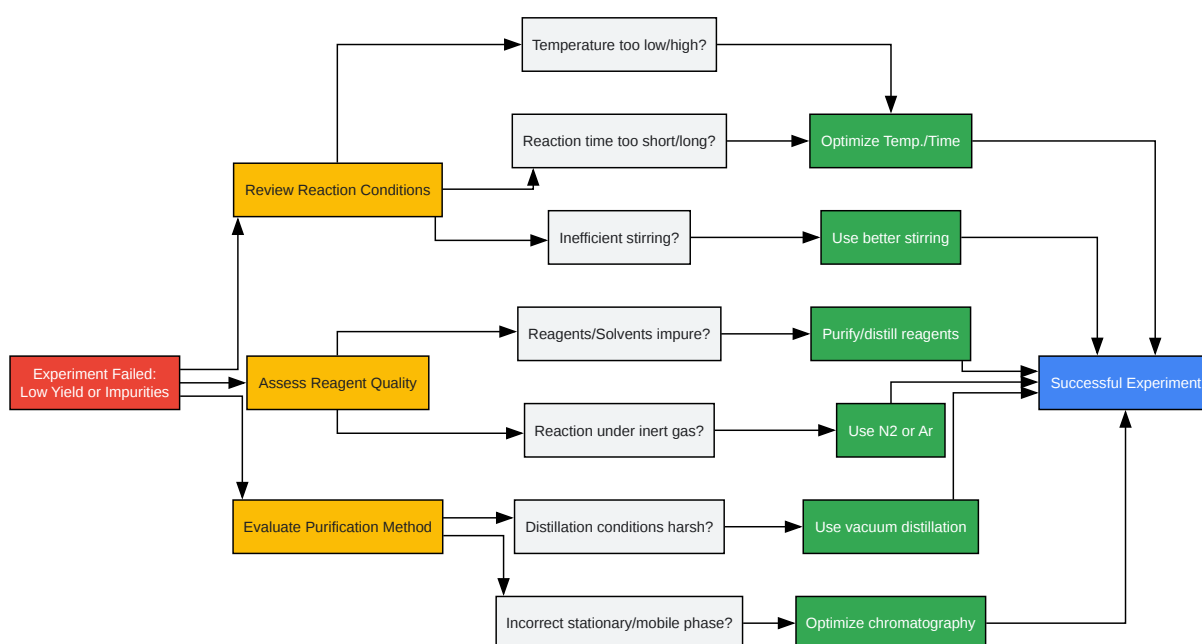 Temperature too low/high?
Reaction time too short/long?
Optimize Temp./Time
Review Reaction Conditions
Inefficient stirring?
Use better stirring
Reagents/Solvents impure?
Purify/distill reagents
Experiment Failed:
Low Yield or Impurities
Assess Reagent Quality
Successful Experiment
Reaction under inert gas?
Use N2 or Ar
Evaluate Purification Method
Distillation conditions harsh?
Use vacuum distillation
Incorrect stationary/mobile phase?
Optimize chromatography